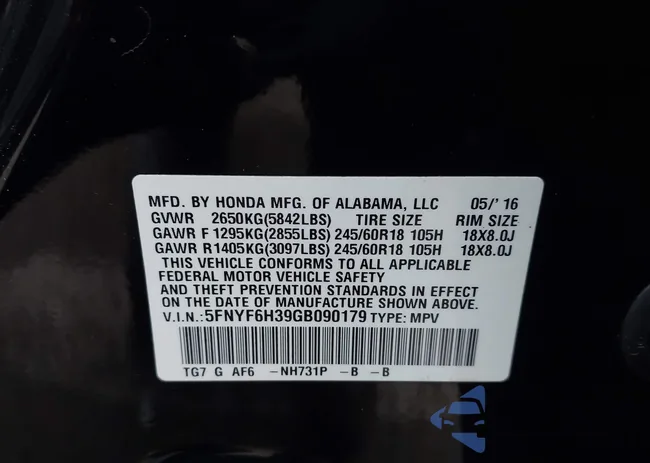 MFD. BY HONDA MFG. OF ALABAMA, LLC 05/'16
GVWR 2650KG(5842LBS) TIRE SIZE RIM SIZE
GAWR F 1295KG(2855LBS) 245/60R18 105H 18X8.0J
GAWR R1405KG(3097LBS) 245/60R18 105H 18X8.0J
THIS VEHICLE CONFORMS TO ALL APPLICABLE
FEDERAL MOTOR VEHICLE SAFETY
AND THEFT PREVENTION STANDARDS IN EFFECT
ON THE DATE OF MANUFACTURE SHOWN ABOVE.
V.I.N.:5FNYF6H39GB090179 TYPE: MPV
TG7 G AF6 -NH731P -B -B